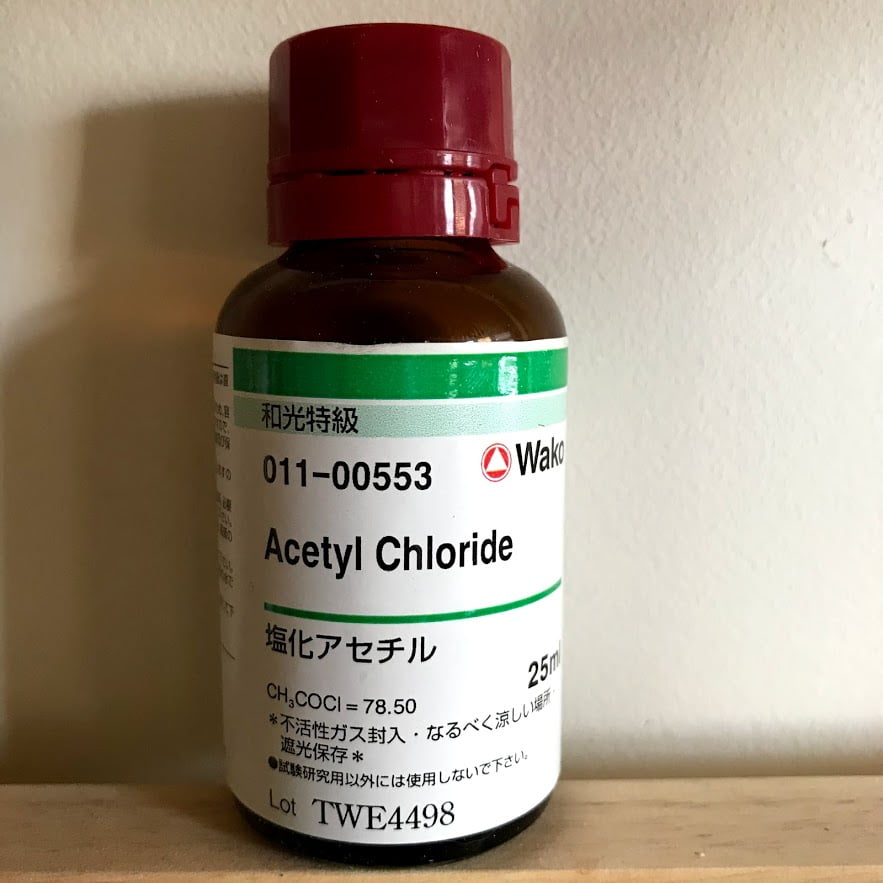 和光特級
011-00553
Wako
Acetyl Chloride
塩化アセチル
25ml
CH₃COCl = 78.50
*不活性ガス封入・なるべく涼しい場所
遮光保存*
●試験研究用以外には使用しないで下さい。
Lot TWE4498